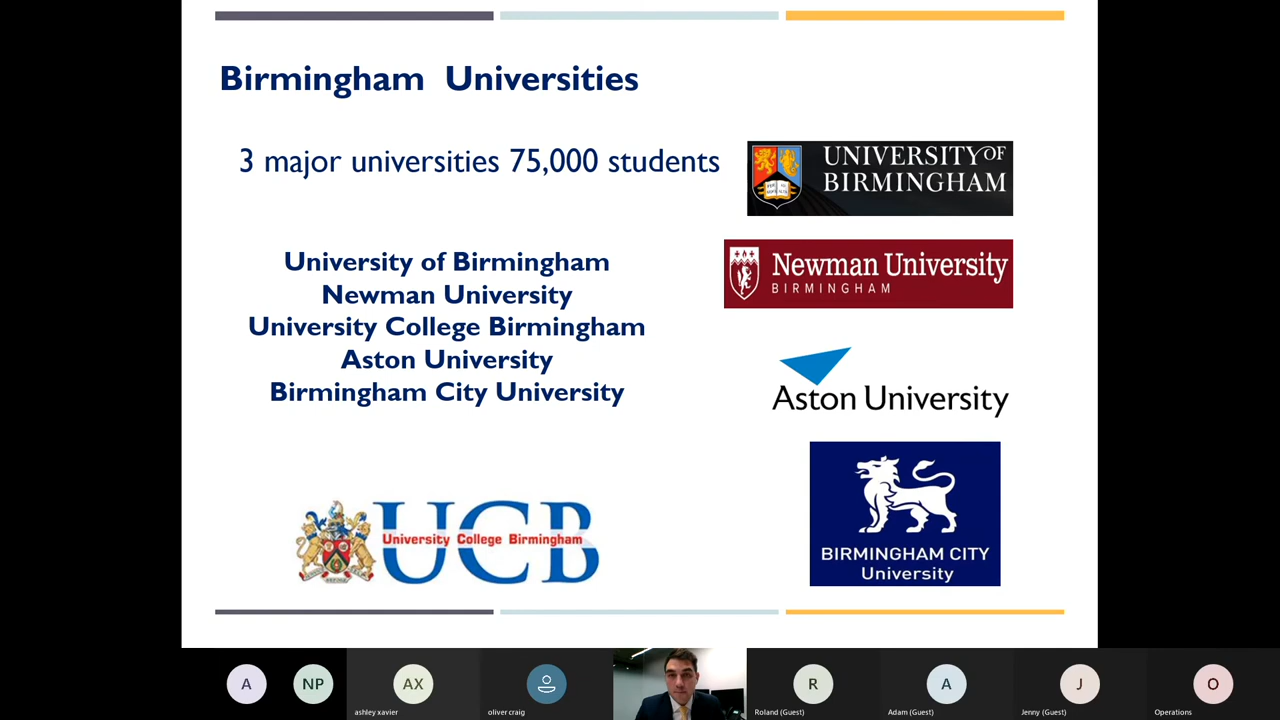 Birmingham Universities
3 major universities 75,000 students
UNIVERSITY OF
BIRMINGHAM
University of Birmingham
Newman University
University College Birmingham
Aston University
Birmingham City University
Newman University
BIRMINGHAM
Aston University
UCB
University College Birmingham
BIRMINGHAM CITY
University
A
NP
AX
ashley xavier
oliver craig
R
Roland (Guest)
A
Adam (Guest)
J
Jenny (Guest)
O
Operations